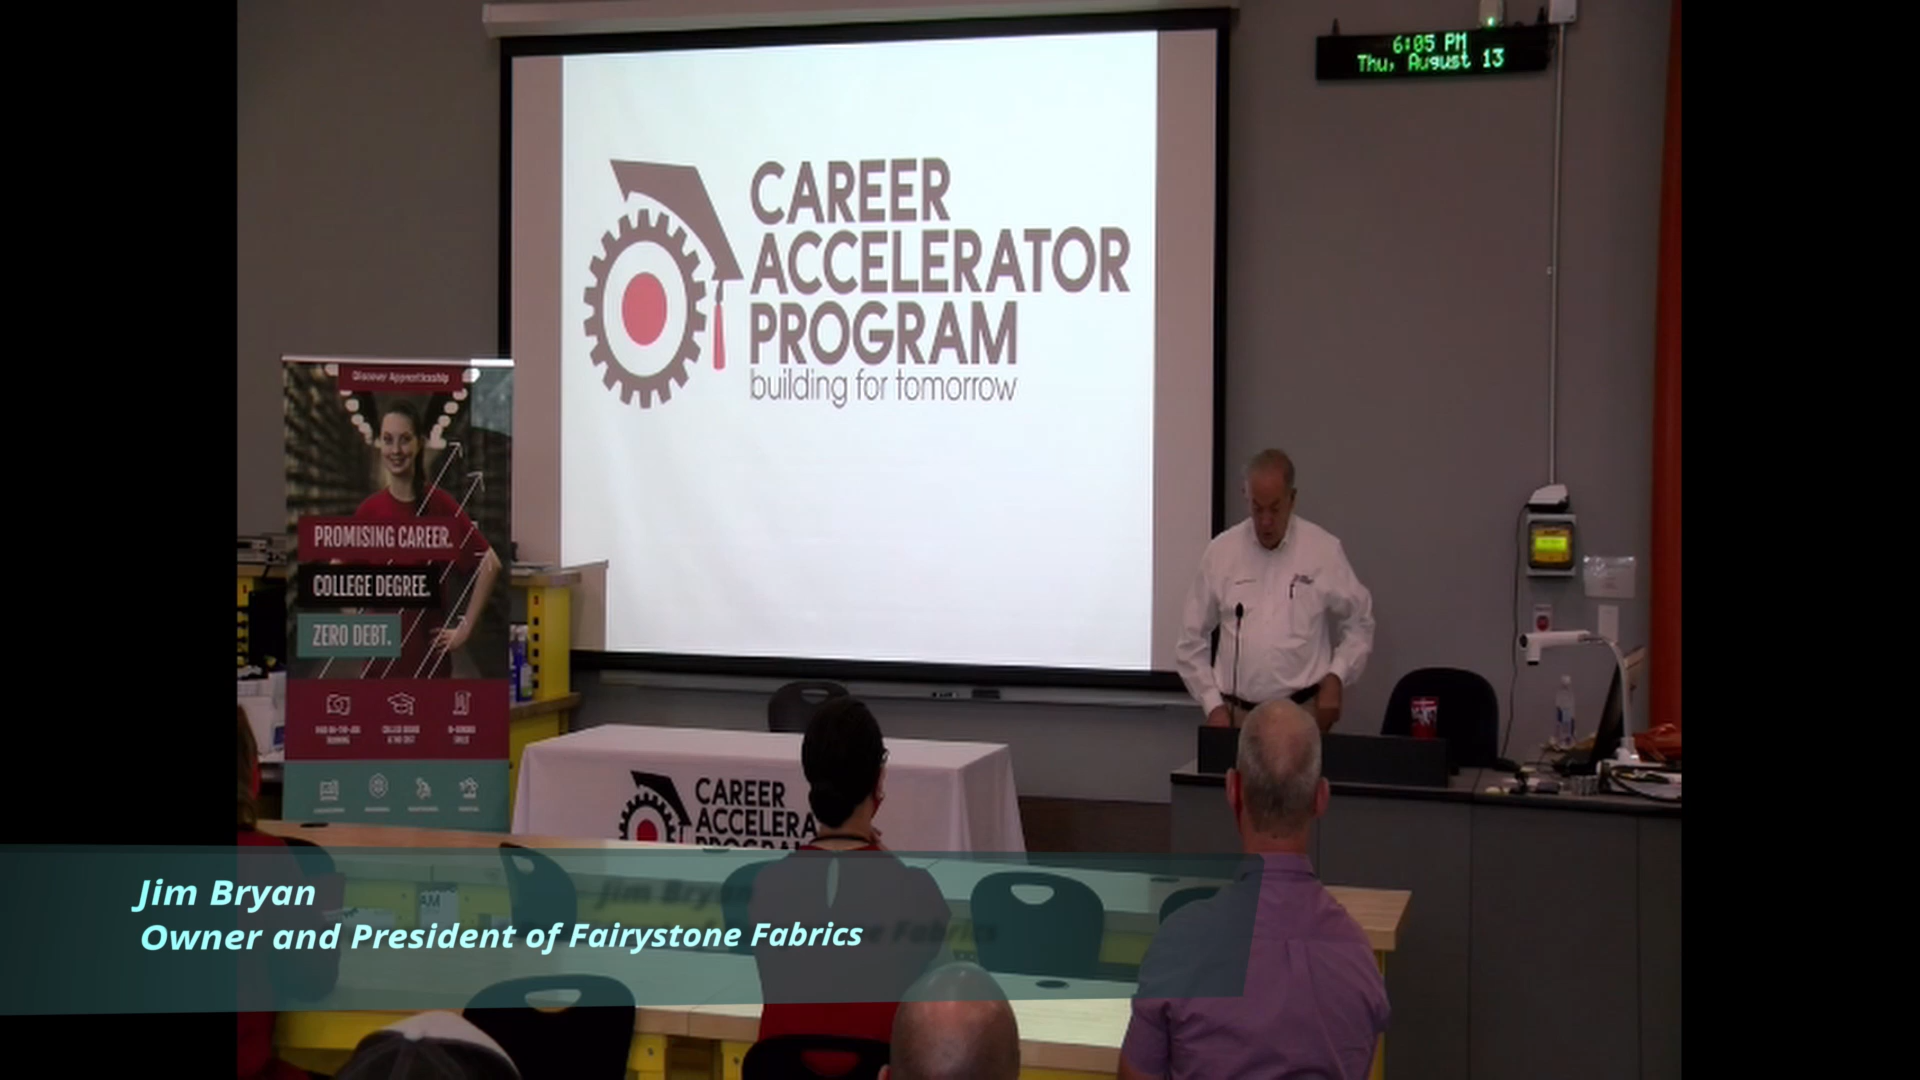 6:05 PM
Thu, August 13
CAREER
ACCELERATOR
PROGRAM
building for tomorrow
Discover Apprenticeship
PROMISING CAREER.
COLLEGE DEGREE.
ZERO DEBT.
CAREER
ACCELERA
PROGRAM
Jim Bryan
Owner and President of Fairystone Fabrics